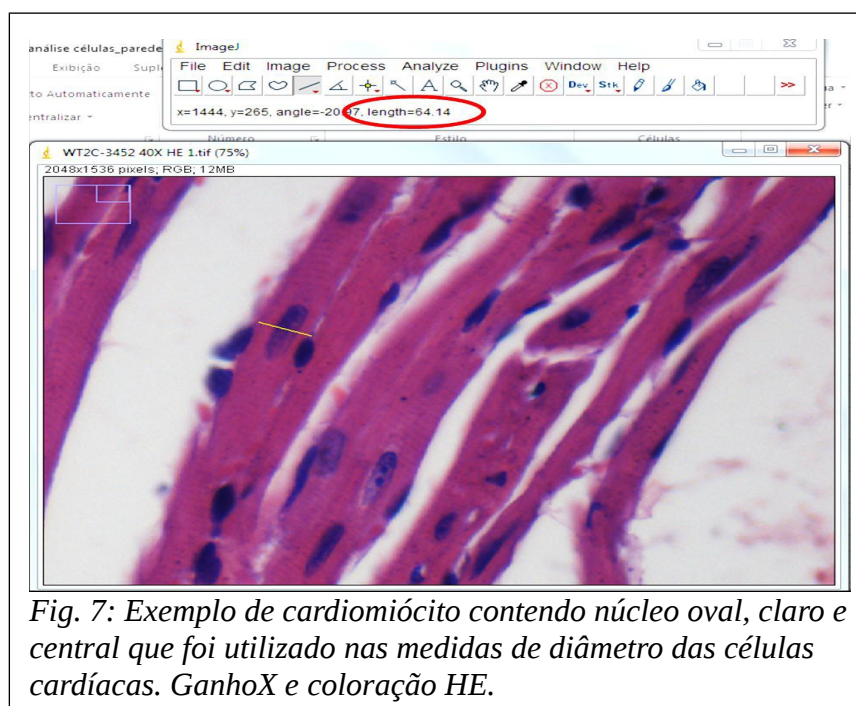 análise células_parede
ImageJ
Exibição
File Edit Image Process Analyze Plugins Window Help
to Automaticamente
Dev Stk >>
x=1444, y=265, angle=-20.97, length=64.14
entralizar
Número Estilo Células
WT2C-3452 40X HE 1.tif (75%)
2048x1536 pixels; RGB; 12MB
Fig. 7: Exemplo de cardiomiócito contendo núcleo oval, claro e
central que foi utilizado nas medidas de diâmetro das células
cardíacas. GanhoX e coloração HE.